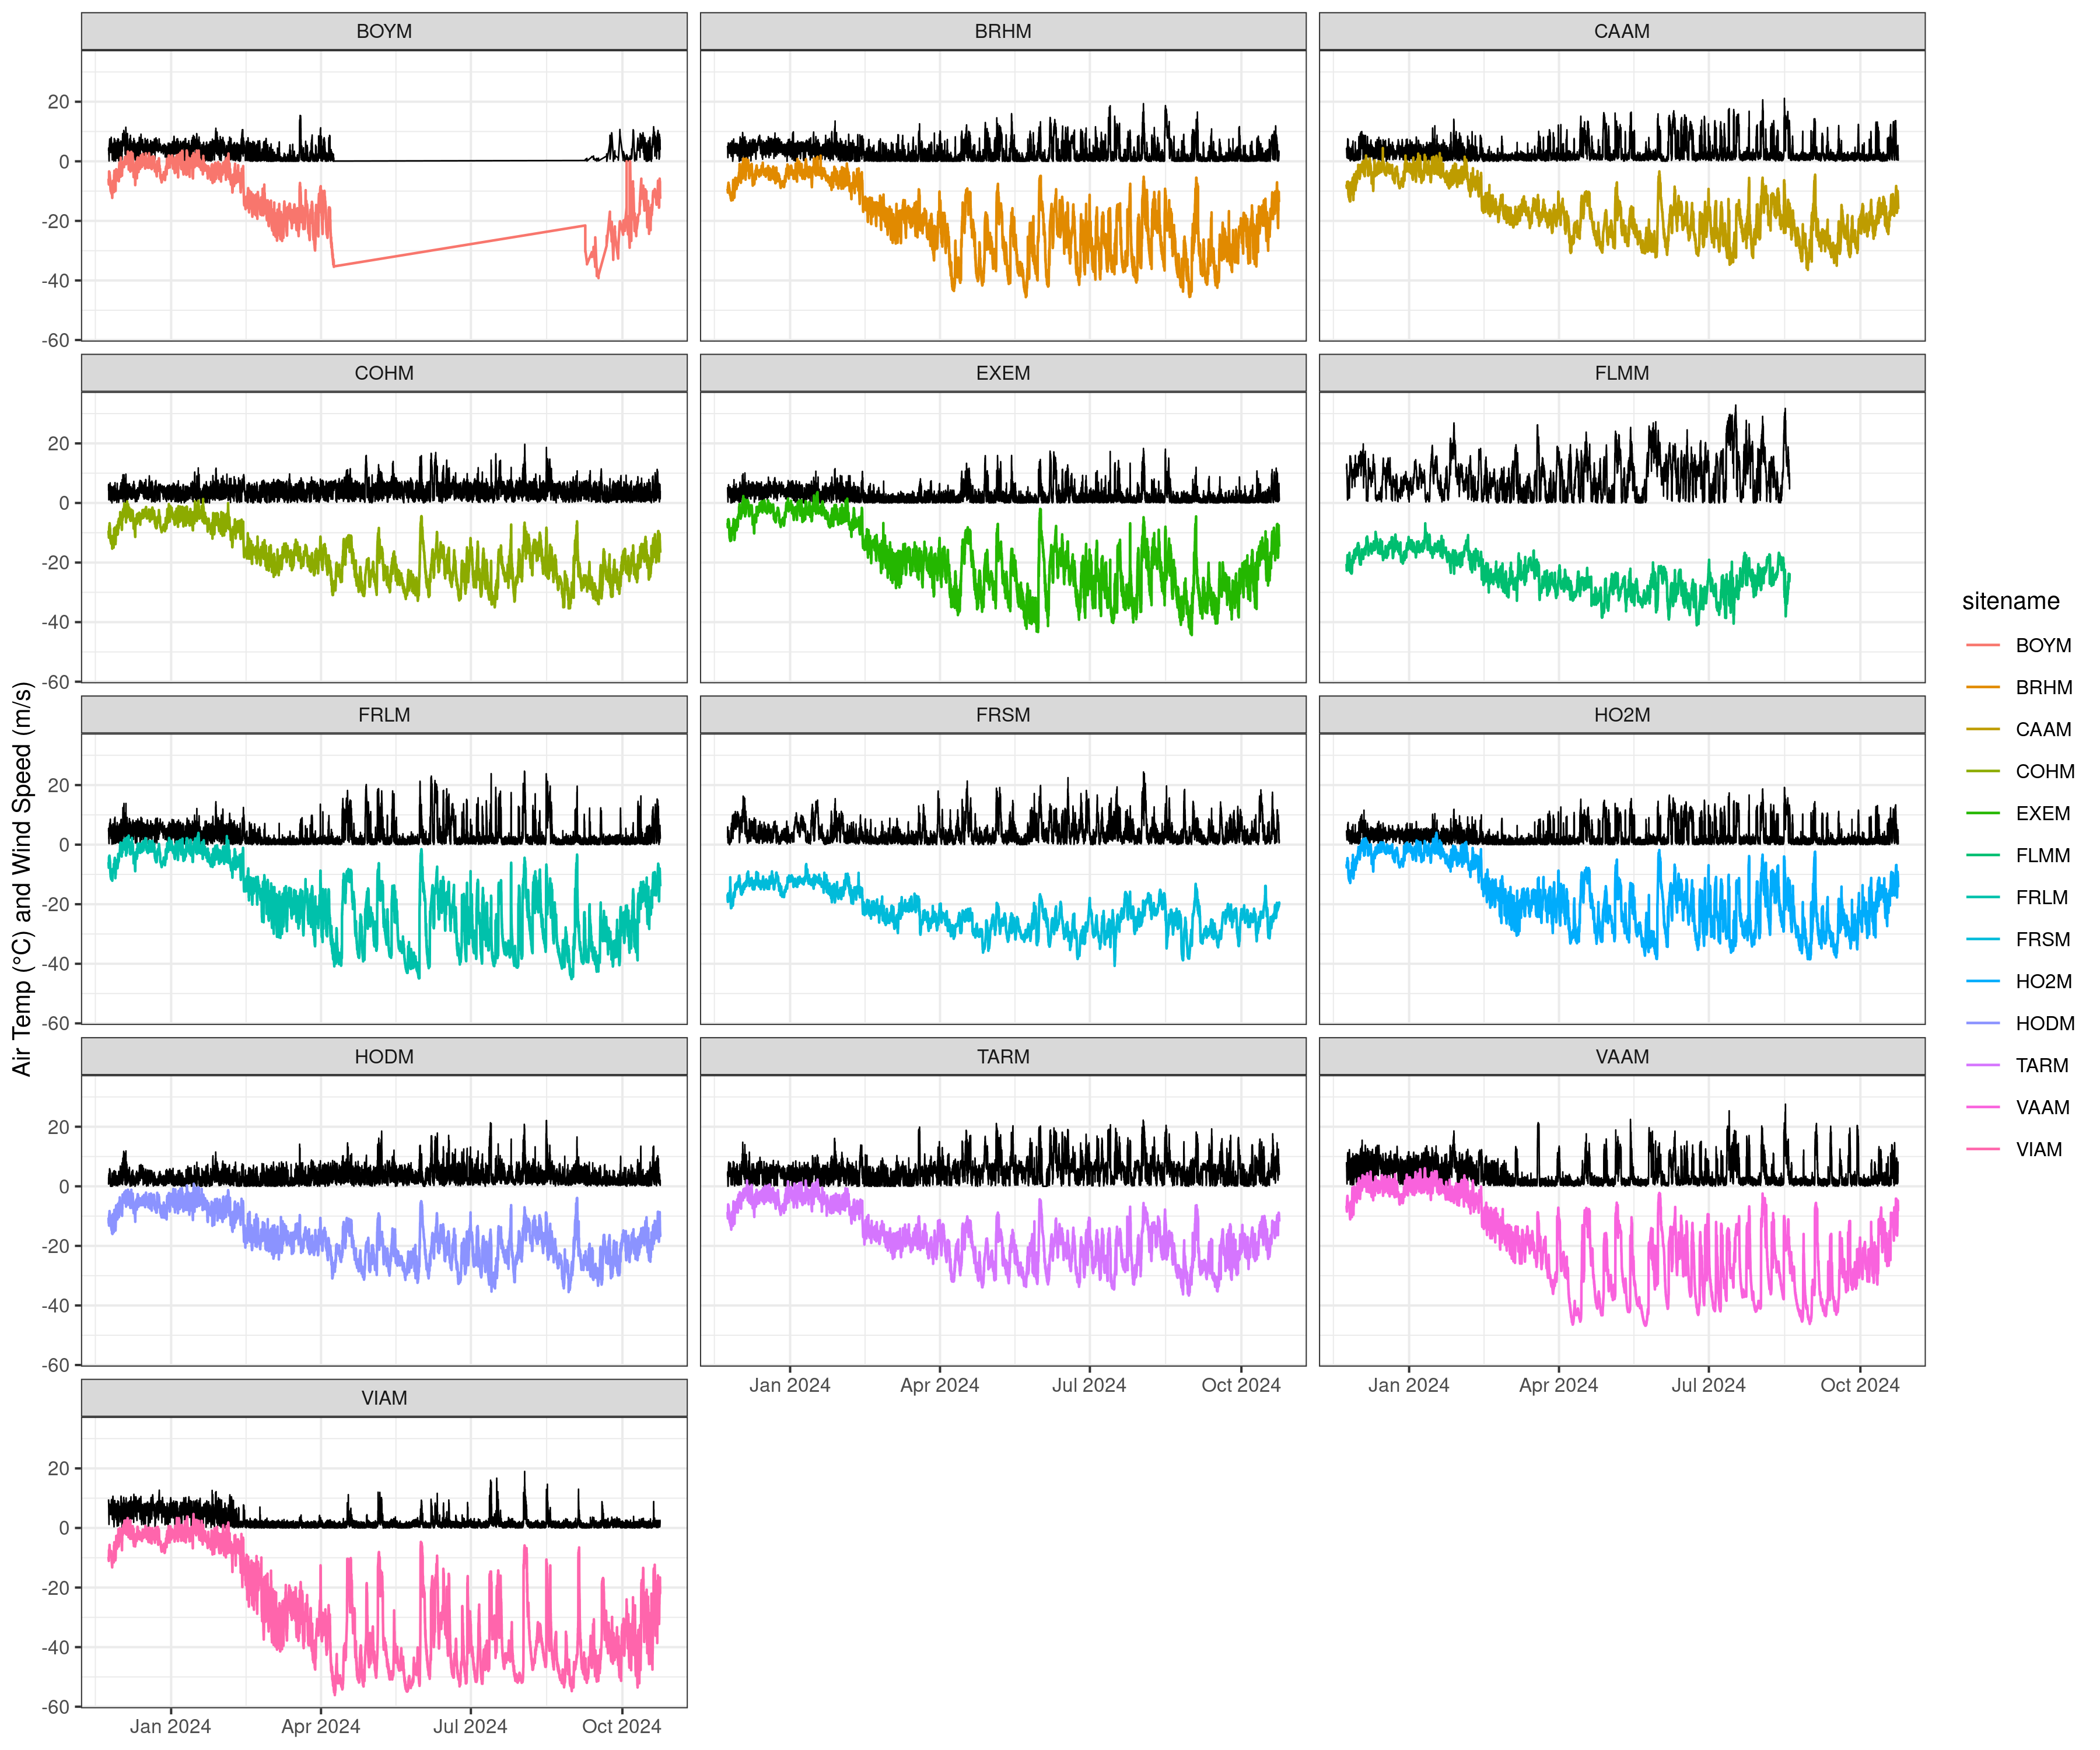 BOYM
BRHM
CAAM
20
0
-20
-40
-60
COHM
EXEM
FLMM
20
0
-20
-40
-60
FRLM
FRSM
HO2M
20
0
-20
-40
-60
HODM
TARM
VAAM
20
0
-20
-40
-60
Jan 2024 Apr 2024 Jul 2024 Oct 2024
Jan 2024 Apr 2024 Jul 2024 Oct 2024
VIAM
20
0
-20
-40
-60
Jan 2024 Apr 2024 Jul 2024 Oct 2024
Air Temp (°C) and Wind Speed (m/s)
sitename
BOYM
BRHM
CAAM
COHM
EXEM
FLMM
FRLM
FRSM
HO2M
HODM
TARM
VAAM
VIAM